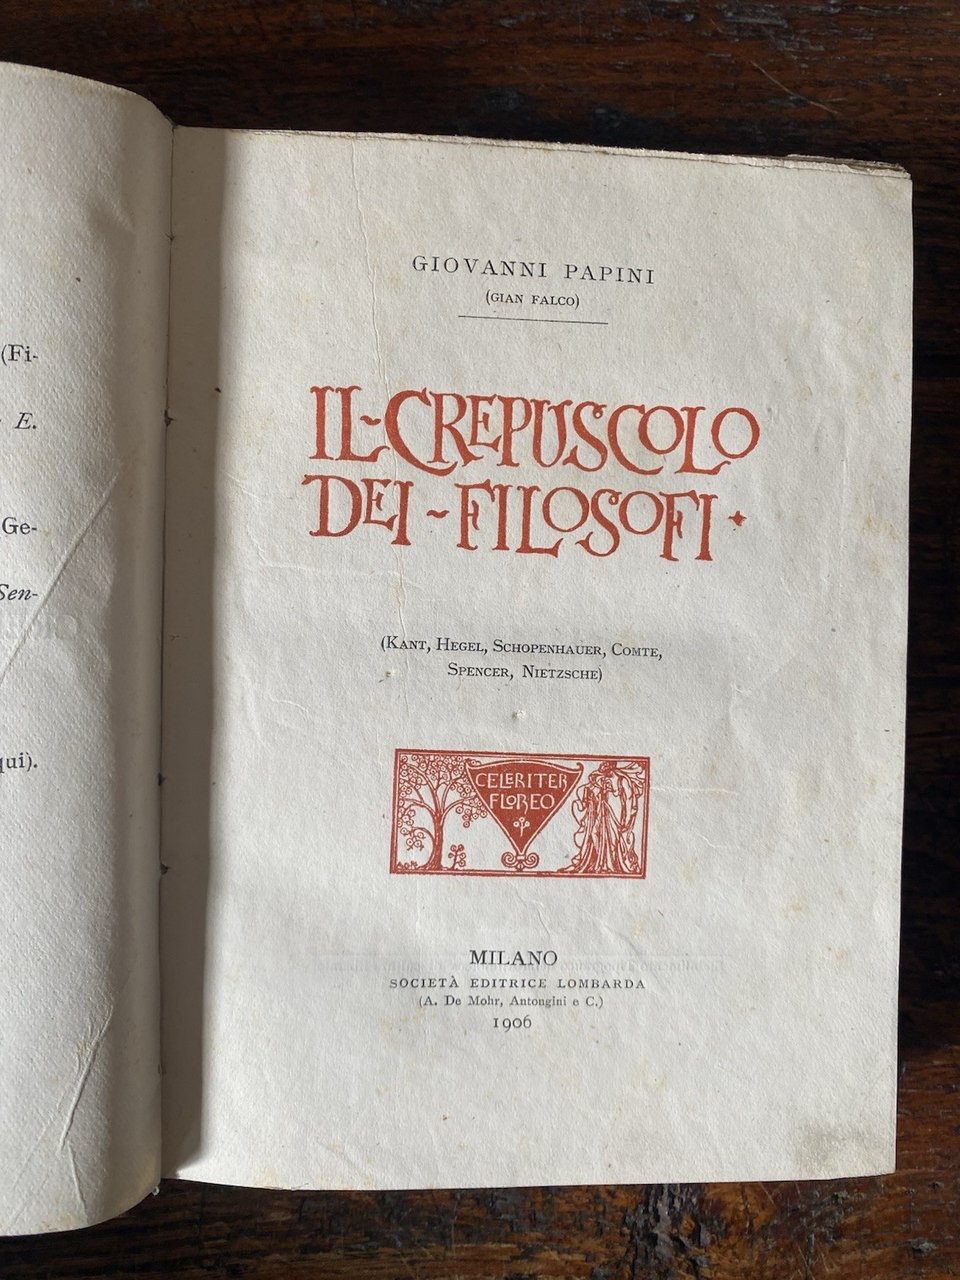 (Fi-
E.
Ge-
Sen-
qui).
GIOVANNI PAPINI
(GIAN FALCO)
IL~CREPUSCOLO
DEI~FILOSOFI
(KANT, HEGEL, SCHOPENHAUER, COMTE,
SPENCER, NIETZSCHE)
CELERITER
FLOREO
MILANO
SOCIETÀ EDITRICE LOMBARDA
(A. De Mohr, Antongini e C.)
1906